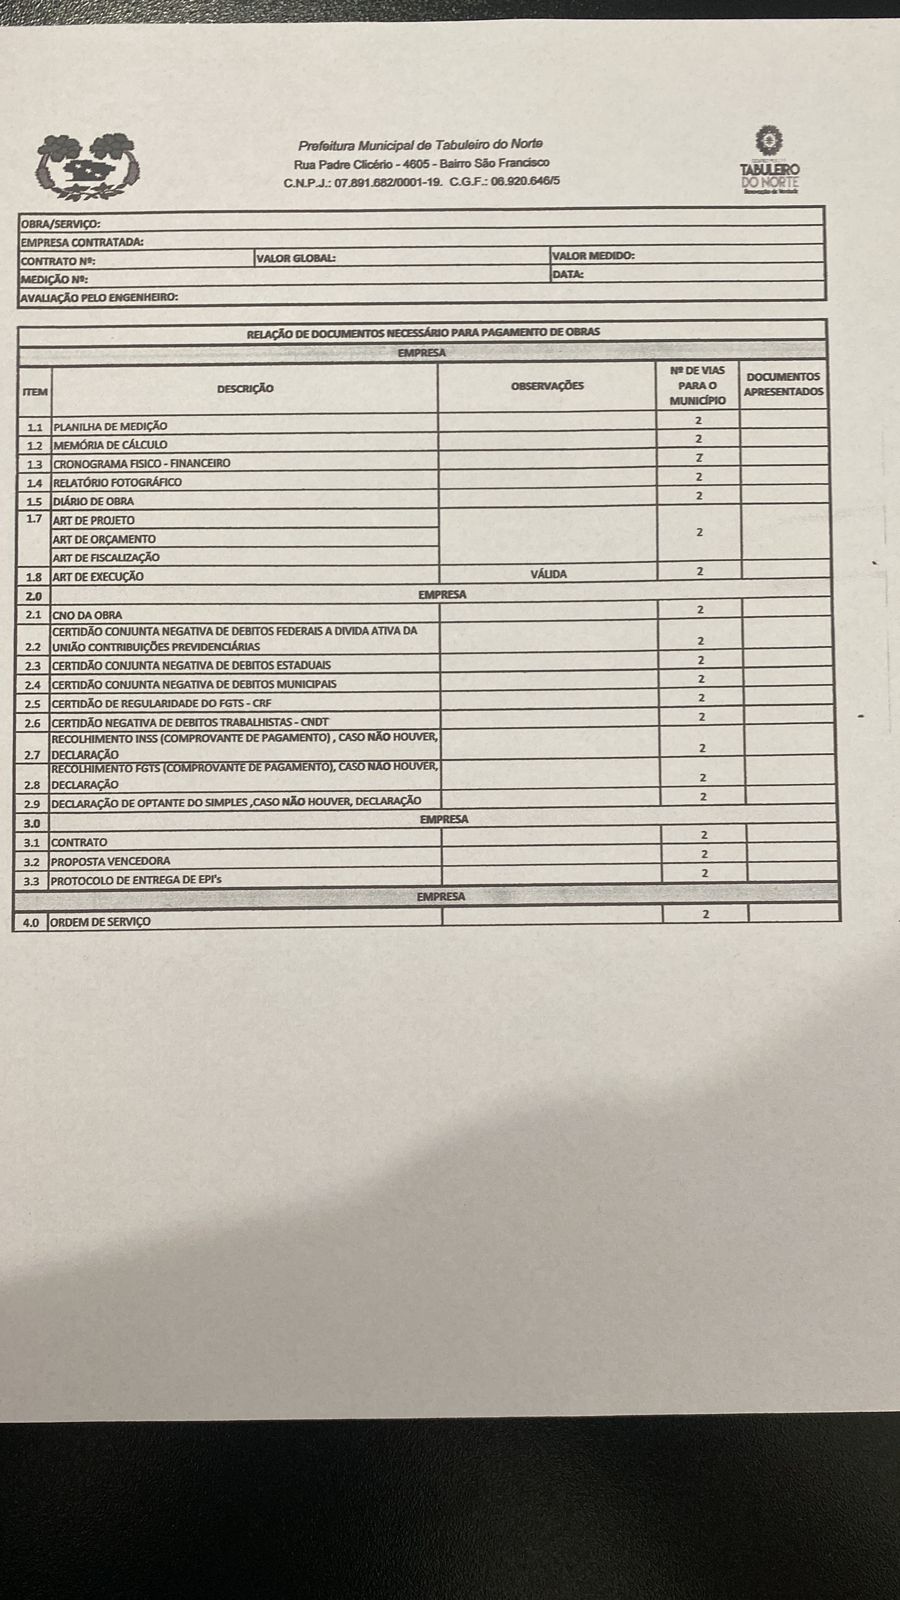 Prefeitura Municipal de Tabuleiro do Norte
Rua Padre Clicério - 4605 - Bairro São Francisco
C.N.P.J.: 07.891.682/0001-19. C.G.F.: 06.920.646/5
TABULEIRO
DO NORTE
OBRA/SERVIÇO:
EMPRESA CONTRATADA:
CONTRATO Nº: VALOR GLOBAL: VALOR MEDIDO:
MEDIÇÃO Nº: DATA:
AVALIAÇÃO PELO ENGENHEIRO:
RELAÇÃO DE DOCUMENTOS NECESSÁRIO PARA PAGAMENTO DE OBRAS
EMPRESA
ITEM DESCRIÇÃO OBSERVAÇÕES Nº DE VIAS PARA O MUNICÍPIO DOCUMENTOS APRESENTADOS
1.1 PLANILHA DE MEDIÇÃO 2
1.2 MEMÓRIA DE CÁLCULO 2
1.3 CRONOGRAMA FISICO - FINANCEIRO 2
1.4 RELATÓRIO FOTOGRÁFICO 2
1.5 DIÁRIO DE OBRA 2
1.7 ART DE PROJETO
ART DE ORÇAMENTO 2
ART DE FISCALIZAÇÃO
1.8 ART DE EXECUÇÃO VÁLIDA 2
2.0 EMPRESA
2.1 CNO DA OBRA 2
CERTIDÃO CONJUNTA NEGATIVA DE DEBITOS FEDERAIS A DIVIDA ATIVA DA
2.2 UNIÃO CONTRIBUIÇÕES PREVIDENCIÁRIAS 2
2.3 CERTIDÃO CONJUNTA NEGATIVA DE DEBITOS ESTADUAIS 2
2.4 CERTIDÃO CONJUNTA NEGATIVA DE DEBITOS MUNICIPAIS 2
2.5 CERTIDÃO DE REGULARIDADE DO FGTS - CRF 2
2.6 CERTIDÃO NEGATIVA DE DEBITOS TRABALHISTAS - CNDT 2
RECOLHIMENTO INSS (COMPROVANTE DE PAGAMENTO) , CASO NÃO HOUVER,
2.7 DECLARAÇÃO 2
RECOLHIMENTO FGTS (COMPROVANTE DE PAGAMENTO), CASO NÃO HOUVER,
2.8 DECLARAÇÃO 2
2.9 DECLARAÇÃO DE OPTANTE DO SIMPLES ,CASO NÃO HOUVER, DECLARAÇÃO 2
3.0 EMPRESA
3.1 CONTRATO 2
3.2 PROPOSTA VENCEDORA 2
3.3 PROTOCOLO DE ENTREGA DE EPI's 2
EMPRESA
4.0 ORDEM DE SERVIÇO 2